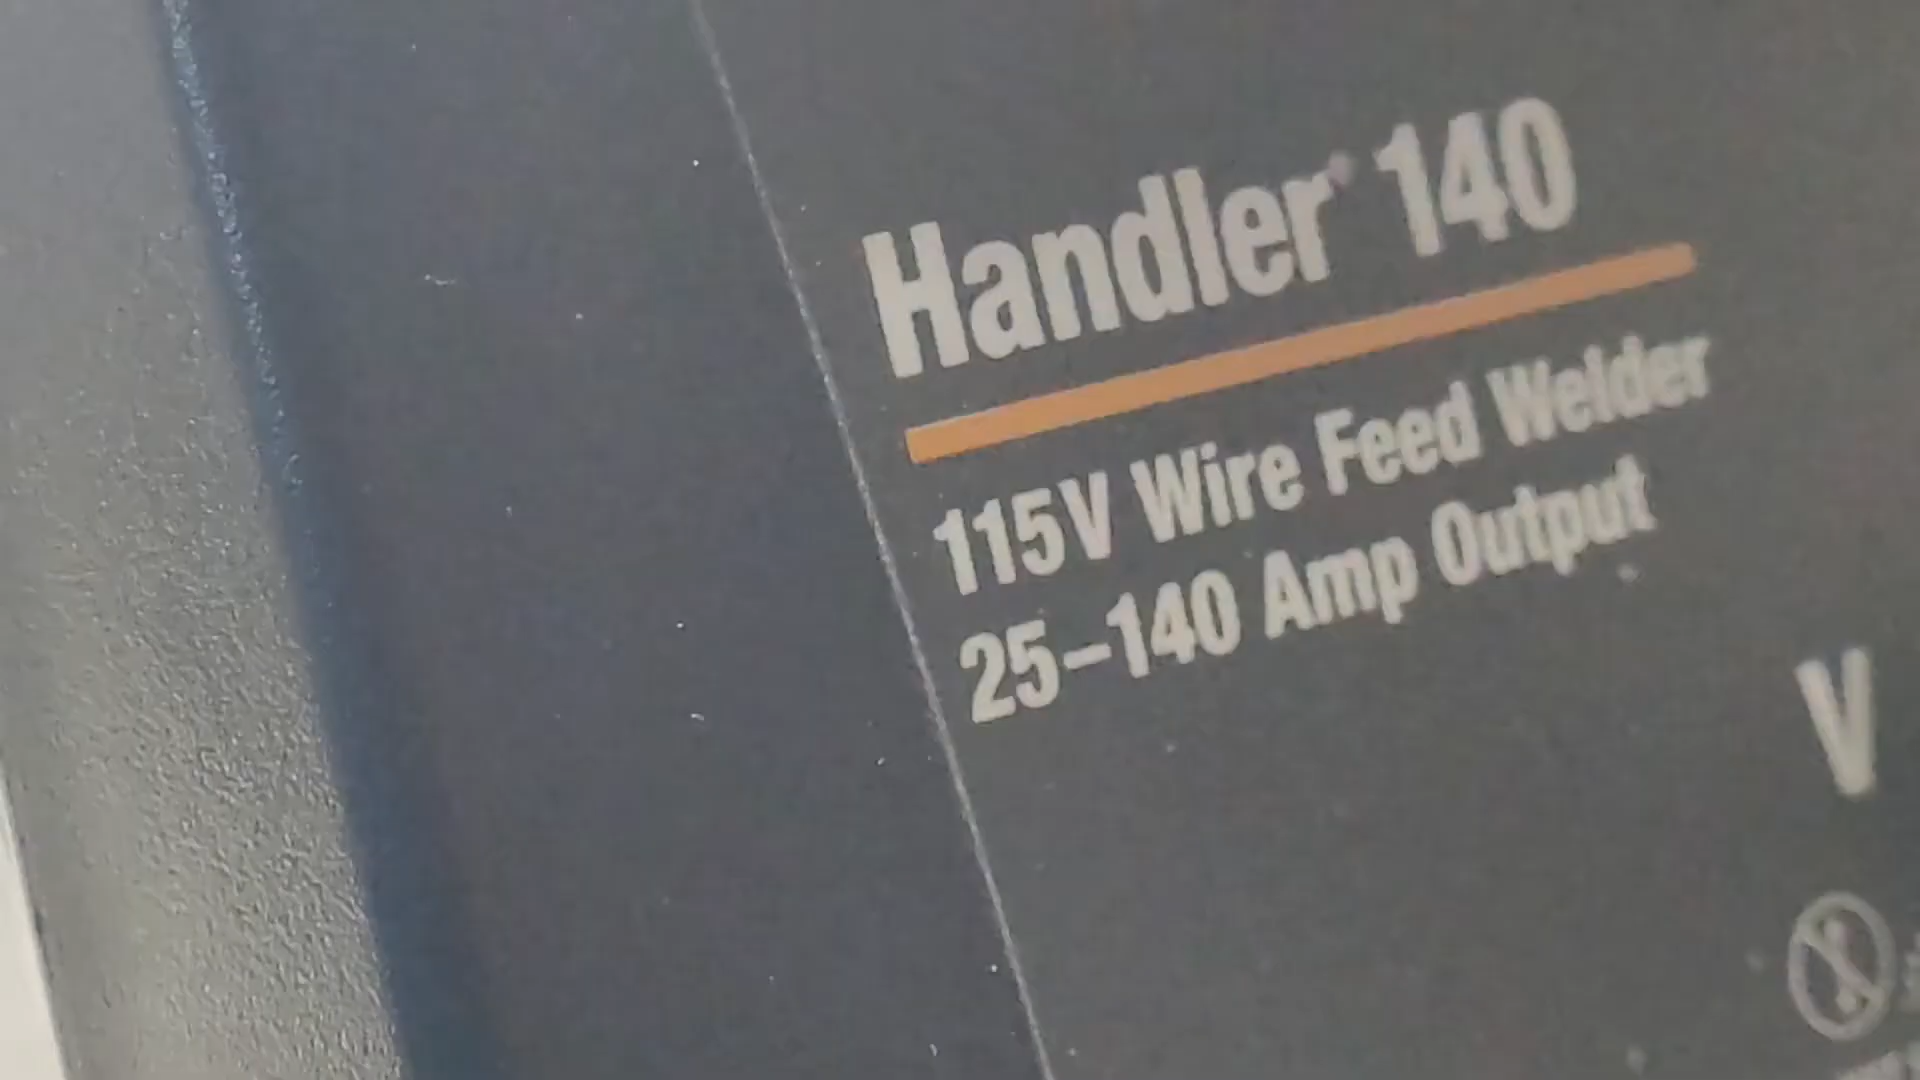 Handler® 140
115V Wire Feed Welder
25–140 Amp Output
V